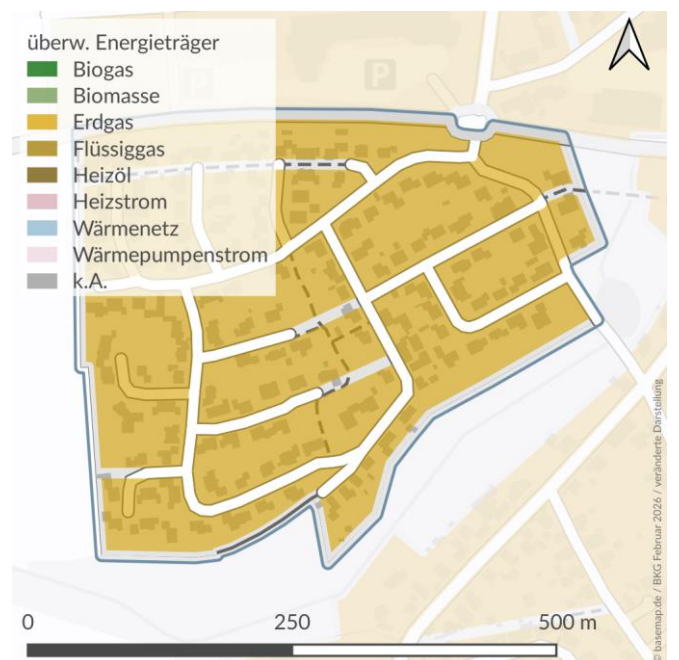 überw. Energieträger
Biogas
Biomasse
Erdgas
Flüssiggas
Heizöl
Heizstrom
Wärmenetz
Wärmepumpenstrom
k.A.
P
P
0 250 500 m
© basemap.de / BKG Februar 2026 / veränderte Darstellung